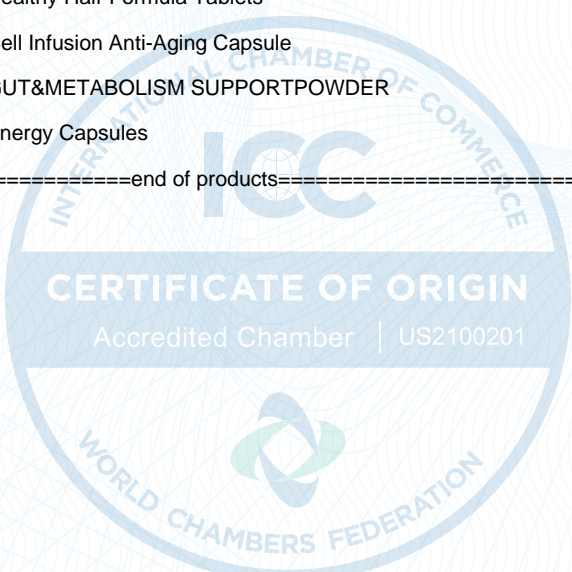 ealthy Hair Formula Tablets
ell Infusion Anti-Aging Capsule
GUT&METABOLISM SUPPORTPOWDER
nergy Capsules
===========end of products========================
INTERNATIONAL CHAMBER OF COMMERCE
ICC
CERTIFICATE OF ORIGIN
Accredited Chamber | US2100201
WORLD CHAMBERS FEDERATION